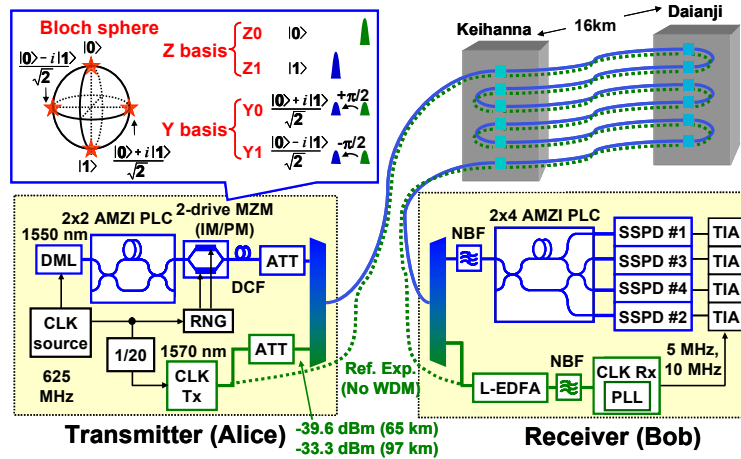 Bloch sphere
|0⟩
|0⟩ − i|1⟩
√2
|1⟩
|0⟩ + i|1⟩
√2
Z basis
Z0 |0⟩
Z1 |1⟩
Y basis
Y0 |0⟩ + i|1⟩ +π/2
√2
Y1 |0⟩ − i|1⟩ -π/2
√2
Keihanna
16km
Daianji
2x2 AMZI PLC
2-drive MZM
(IM/PM)
1550 nm
DML
DCF
ATT
CLK
source
RNG
1/20
1570 nm
ATT
625
MHz
CLK
Tx
Ref. Exp.
(No WDM)
-39.6 dBm (65 km)
-33.3 dBm (97 km)
Transmitter (Alice)
NBF
2x4 AMZI PLC
SSPD #1
TIA
SSPD #3
TIA
SSPD #4
TIA
SSPD #2
TIA
5 MHz,
10 MHz
L-EDFA
NBF
CLK Rx
PLL
Receiver (Bob)